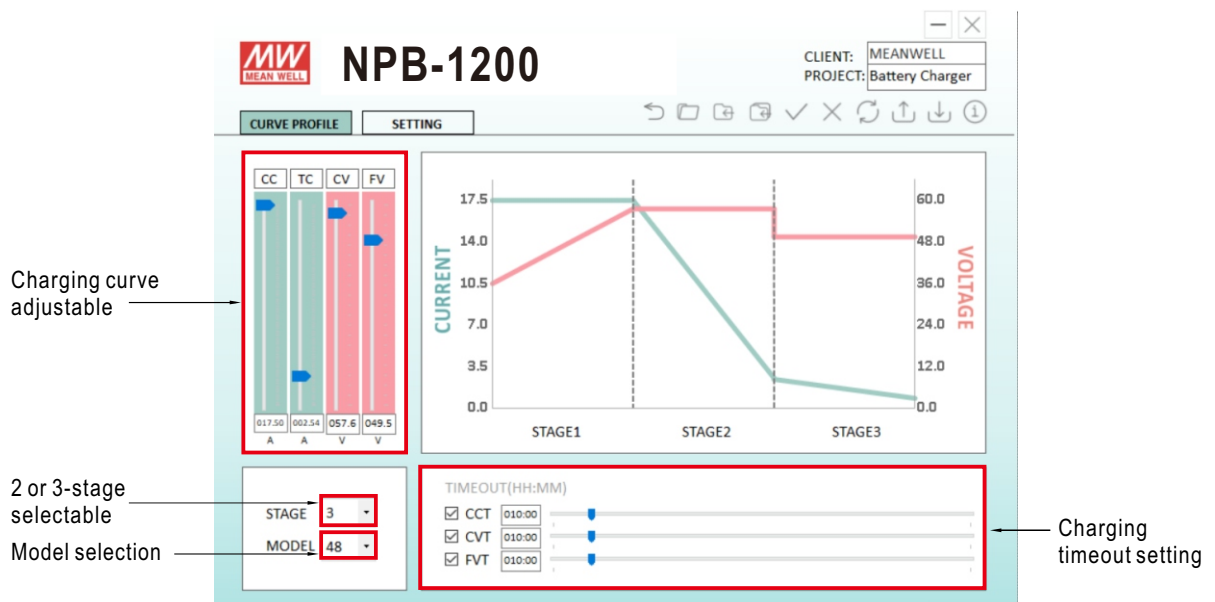 MW
MEAN WELL
NPB-1200
CLIENT: MEANWELL
PROJECT: Battery Charger
CURVE PROFILE SETTING
CC TC CV FV
017.50 002.54 057.6 049.5
A A V V
Charging curve
adjustable
CURRENT
17.5
14.0
10.5
7.0
3.5
0.0
60.0
48.0
36.0
24.0
12.0
0.0
VOLTAGE
STAGE1 STAGE2 STAGE3
2 or 3-stage
selectable
Model selection
STAGE 3
MODEL 48
TIMEOUT(HH:MM)
CCT 010:00
CVT 010:00
FVT 010:00
Charging
timeout setting